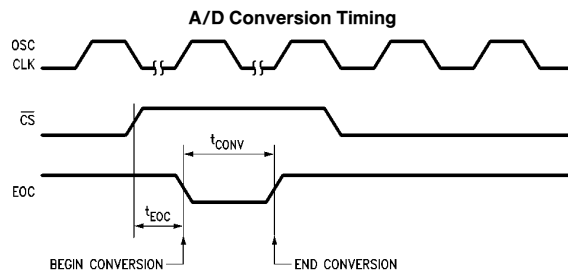 A/D Conversion Timing
OSC
CLK
CS
tCONV
EOC
tEOC
BEGIN CONVERSION
END CONVERSION